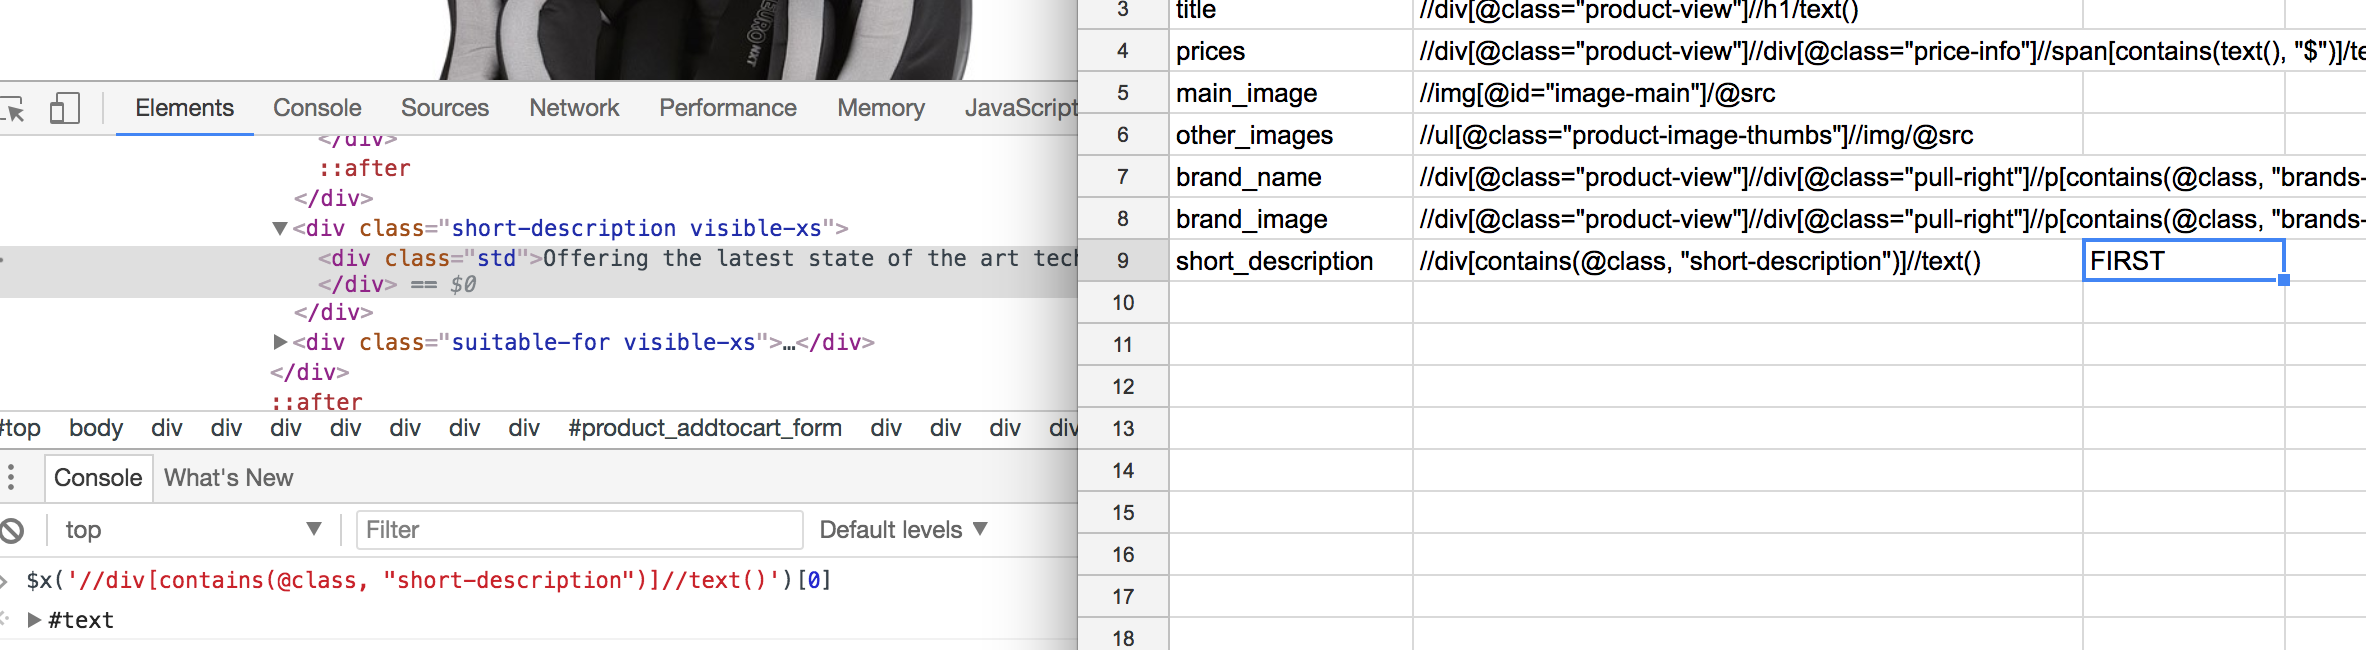 EURO NXT
Elements Console Sources Network Performance Memory JavaScript
</div>
::after
</div>
▼<div class="short-description visible-xs">
<div class="std">Offering the latest state of the art tech
</div> == $0
</div>
▶<div class="suitable-for visible-xs">…</div>
</div>
::after
#top body div div div div div div div #product_addtocart_form div div div div
Console What's New
top ▼ Filter Default levels ▼
$x('//div[contains(@class, "short-description")]//text()')[0]
▶#text
3 title //div[@class="product-view"]//h1/text()
4 prices //div[@class="product-view"]//div[@class="price-info"]//span[contains(text(), "$")]/te
5 main_image //img[@id="image-main"]/@src
6 other_images //ul[@class="product-image-thumbs"]//img/@src
7 brand_name //div[@class="product-view"]//div[@class="pull-right"]//p[contains(@class, "brands-
8 brand_image //div[@class="product-view"]//div[@class="pull-right"]//p[contains(@class, "brands-
9 short_description //div[contains(@class, "short-description")]//text() FIRST
10
11
12
13
14
15
16
17
18